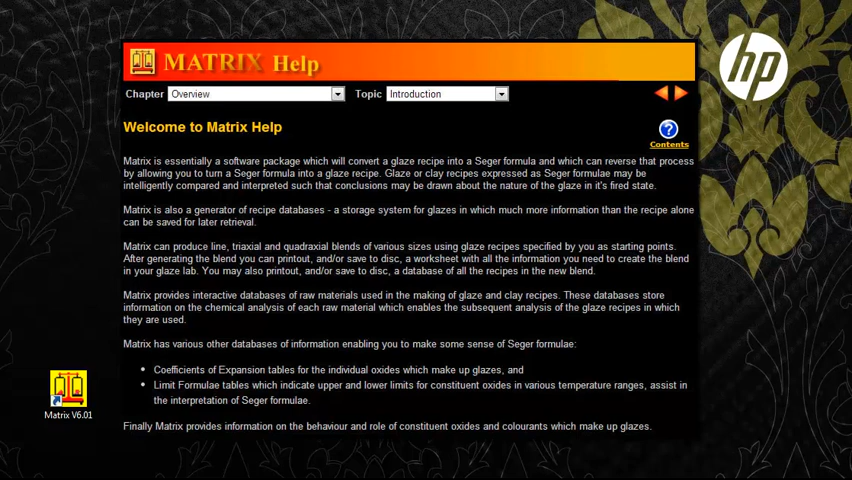 MATRIX Help
hp
Chapter Overview Topic Introduction
Welcome to Matrix Help
Contents
Matrix is essentially a software package which will convert a glaze recipe into a Seger formula and which can reverse that process
by allowing you to turn a Seger formula into a glaze recipe. Glaze or clay recipes expressed as Seger formulae may be
intelligently compared and interpreted such that conclusions may be drawn about the nature of the glaze in it's fired state.
Matrix is also a generator of recipe databases - a storage system for glazes in which much more information than the recipe alone
can be saved for later retrieval.
Matrix can produce line, triaxial and quadraxial blends of various sizes using glaze recipes specified by you as starting points.
After generating the blend you can printout, and/or save to disc, a worksheet with all the information you need to create the blend
in your glaze lab. You may also printout, and/or save to disc, a database of all the recipes in the new blend.
Matrix provides interactive databases of raw materials used in the making of glaze and clay recipes. These databases store
information on the chemical analysis of each raw material which enables the subsequent analysis of the glaze recipes in which
they are used.
Matrix has various other databases of information enabling you to make some sense of Seger formulae:
• Coefficients of Expansion tables for the individual oxides which make up glazes, and
• Limit Formulae tables which indicate upper and lower limits for constituent oxides in various temperature ranges, assist in
the interpretation of Seger formulae.
Finally Matrix provides information on the behaviour and role of constituent oxides and colourants which make up glazes.
Matrix V6.01